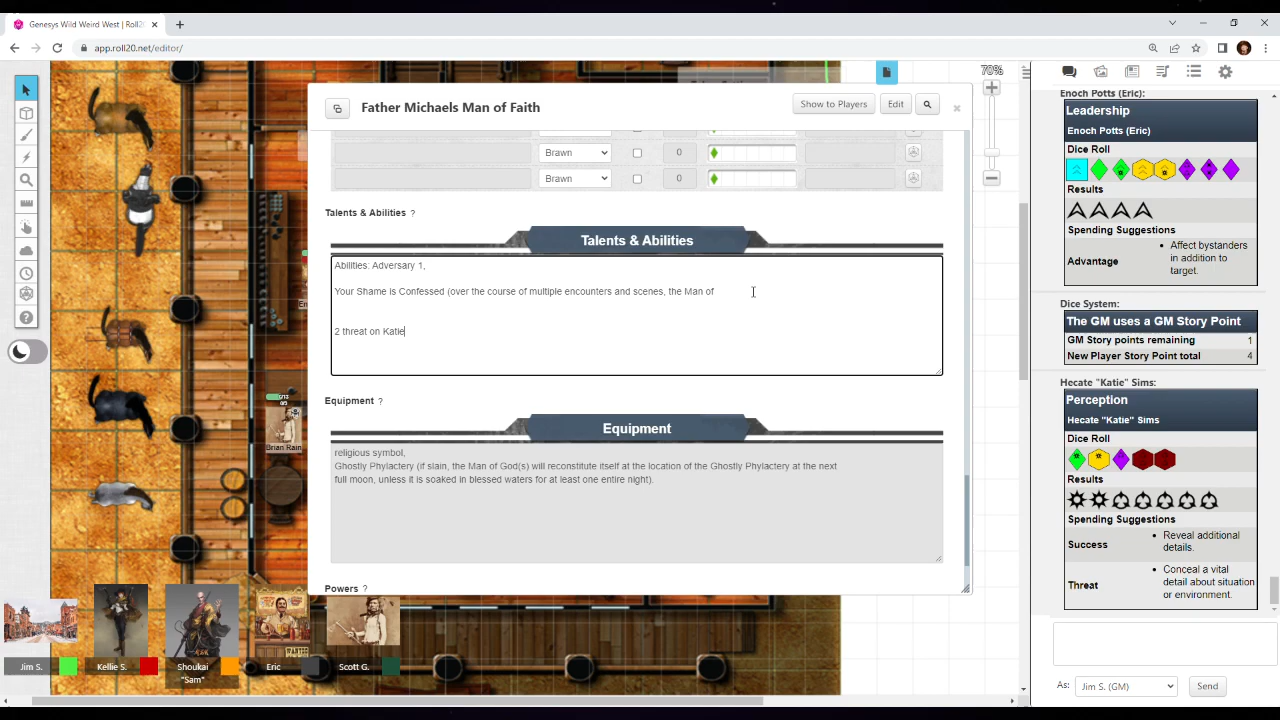 Genesys Wild Weird West | Roll20
app.roll20.net/editor/
70%
Father Michaels Man of Faith
Show to Players
Edit
Brawn
0
Brawn
0
Talents & Abilities ?
Talents & Abilities
Abilities: Adversary 1,
Your Shame is Confessed (over the course of multiple encounters and scenes, the Man of
2 threat on Katie
Equipment ?
Equipment
religious symbol,
Ghostly Phylactery (if slain, the Man of God(s) will reconstitute itself at the location of the Ghostly Phylactery at the next
full moon, unless it is soaked in blessed waters for at least one entire night).
Powers ?
Brian Rain
WANTED
Jim S.
Kellie S.
Shoukai
"Sam"
Eric
Scott G.
Enoch Potts (Eric):
Leadership
Enoch Potts (Eric)
Dice Roll
Results
Spending Suggestions
Advantage
• Affect bystanders
in addition to
target.
Dice System:
The GM uses a GM Story Point
GM Story points remaining 1
New Player Story Point total 4
Hecate "Katie" Sims:
Perception
Hecate "Katie" Sims
Dice Roll
Results
Spending Suggestions
Success
• Reveal additional
details.
Threat
• Conceal a vital
detail about situation
or environment.
As:
Jim S. (GM)
Send